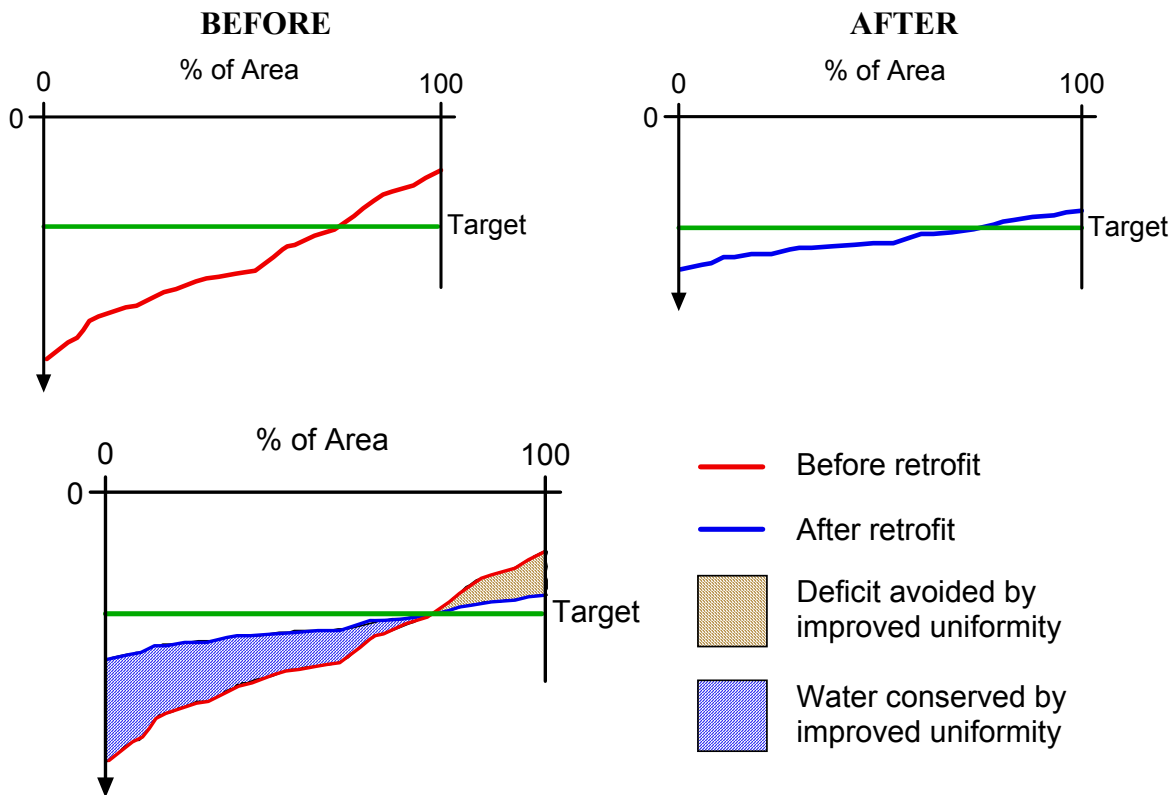 BEFORE
0
% of Area
100
0
Target
AFTER
0
% of Area
100
0
Target
0
% of Area
100
0
Target
Before retrofit
After retrofit
Deficit avoided by
improved uniformity
Water conserved by
improved uniformity